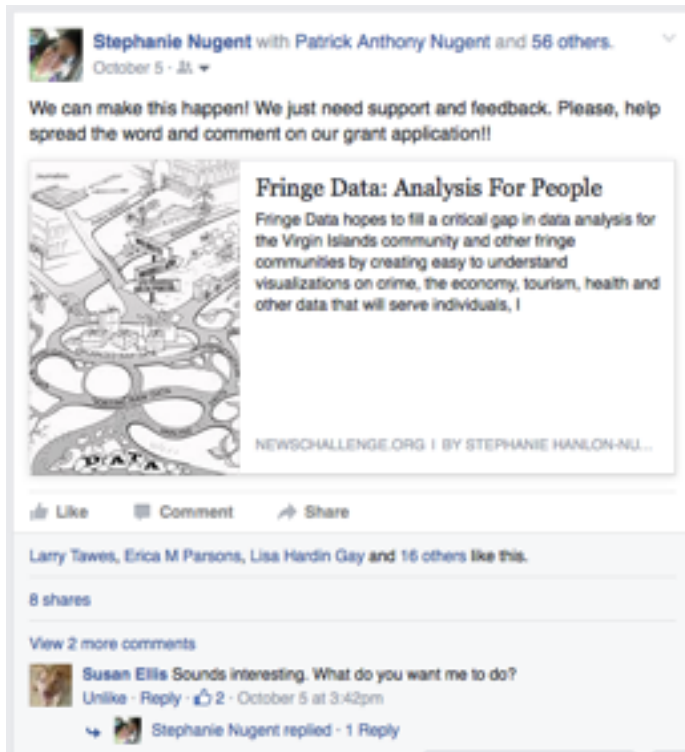 Stephanie Nugent with Patrick Anthony Nugent and 56 others.
October 5 ·
We can make this happen! We just need support and feedback. Please, help
spread the word and comment on our grant application!!
Fringe Data: Analysis For People
Fringe Data hopes to fill a critical gap in data analysis for
the Virgin Islands community and other fringe
communities by creating easy to understand
visualizations on crime, the economy, tourism, health and
other data that will serve individuals, l
DATA
NEWSCHALLENGE.ORG | BY STEPHANIE HANLON-NU...
Like Comment Share
Larry Tawes, Erica M Parsons, Lisa Hardin Gay and 16 others like this.
8 shares
View 2 more comments
Susan Ellis Sounds interesting. What do you want me to do?
Unlike · Reply · 2 · October 5 at 3:42pm
Stephanie Nugent replied · 1 Reply